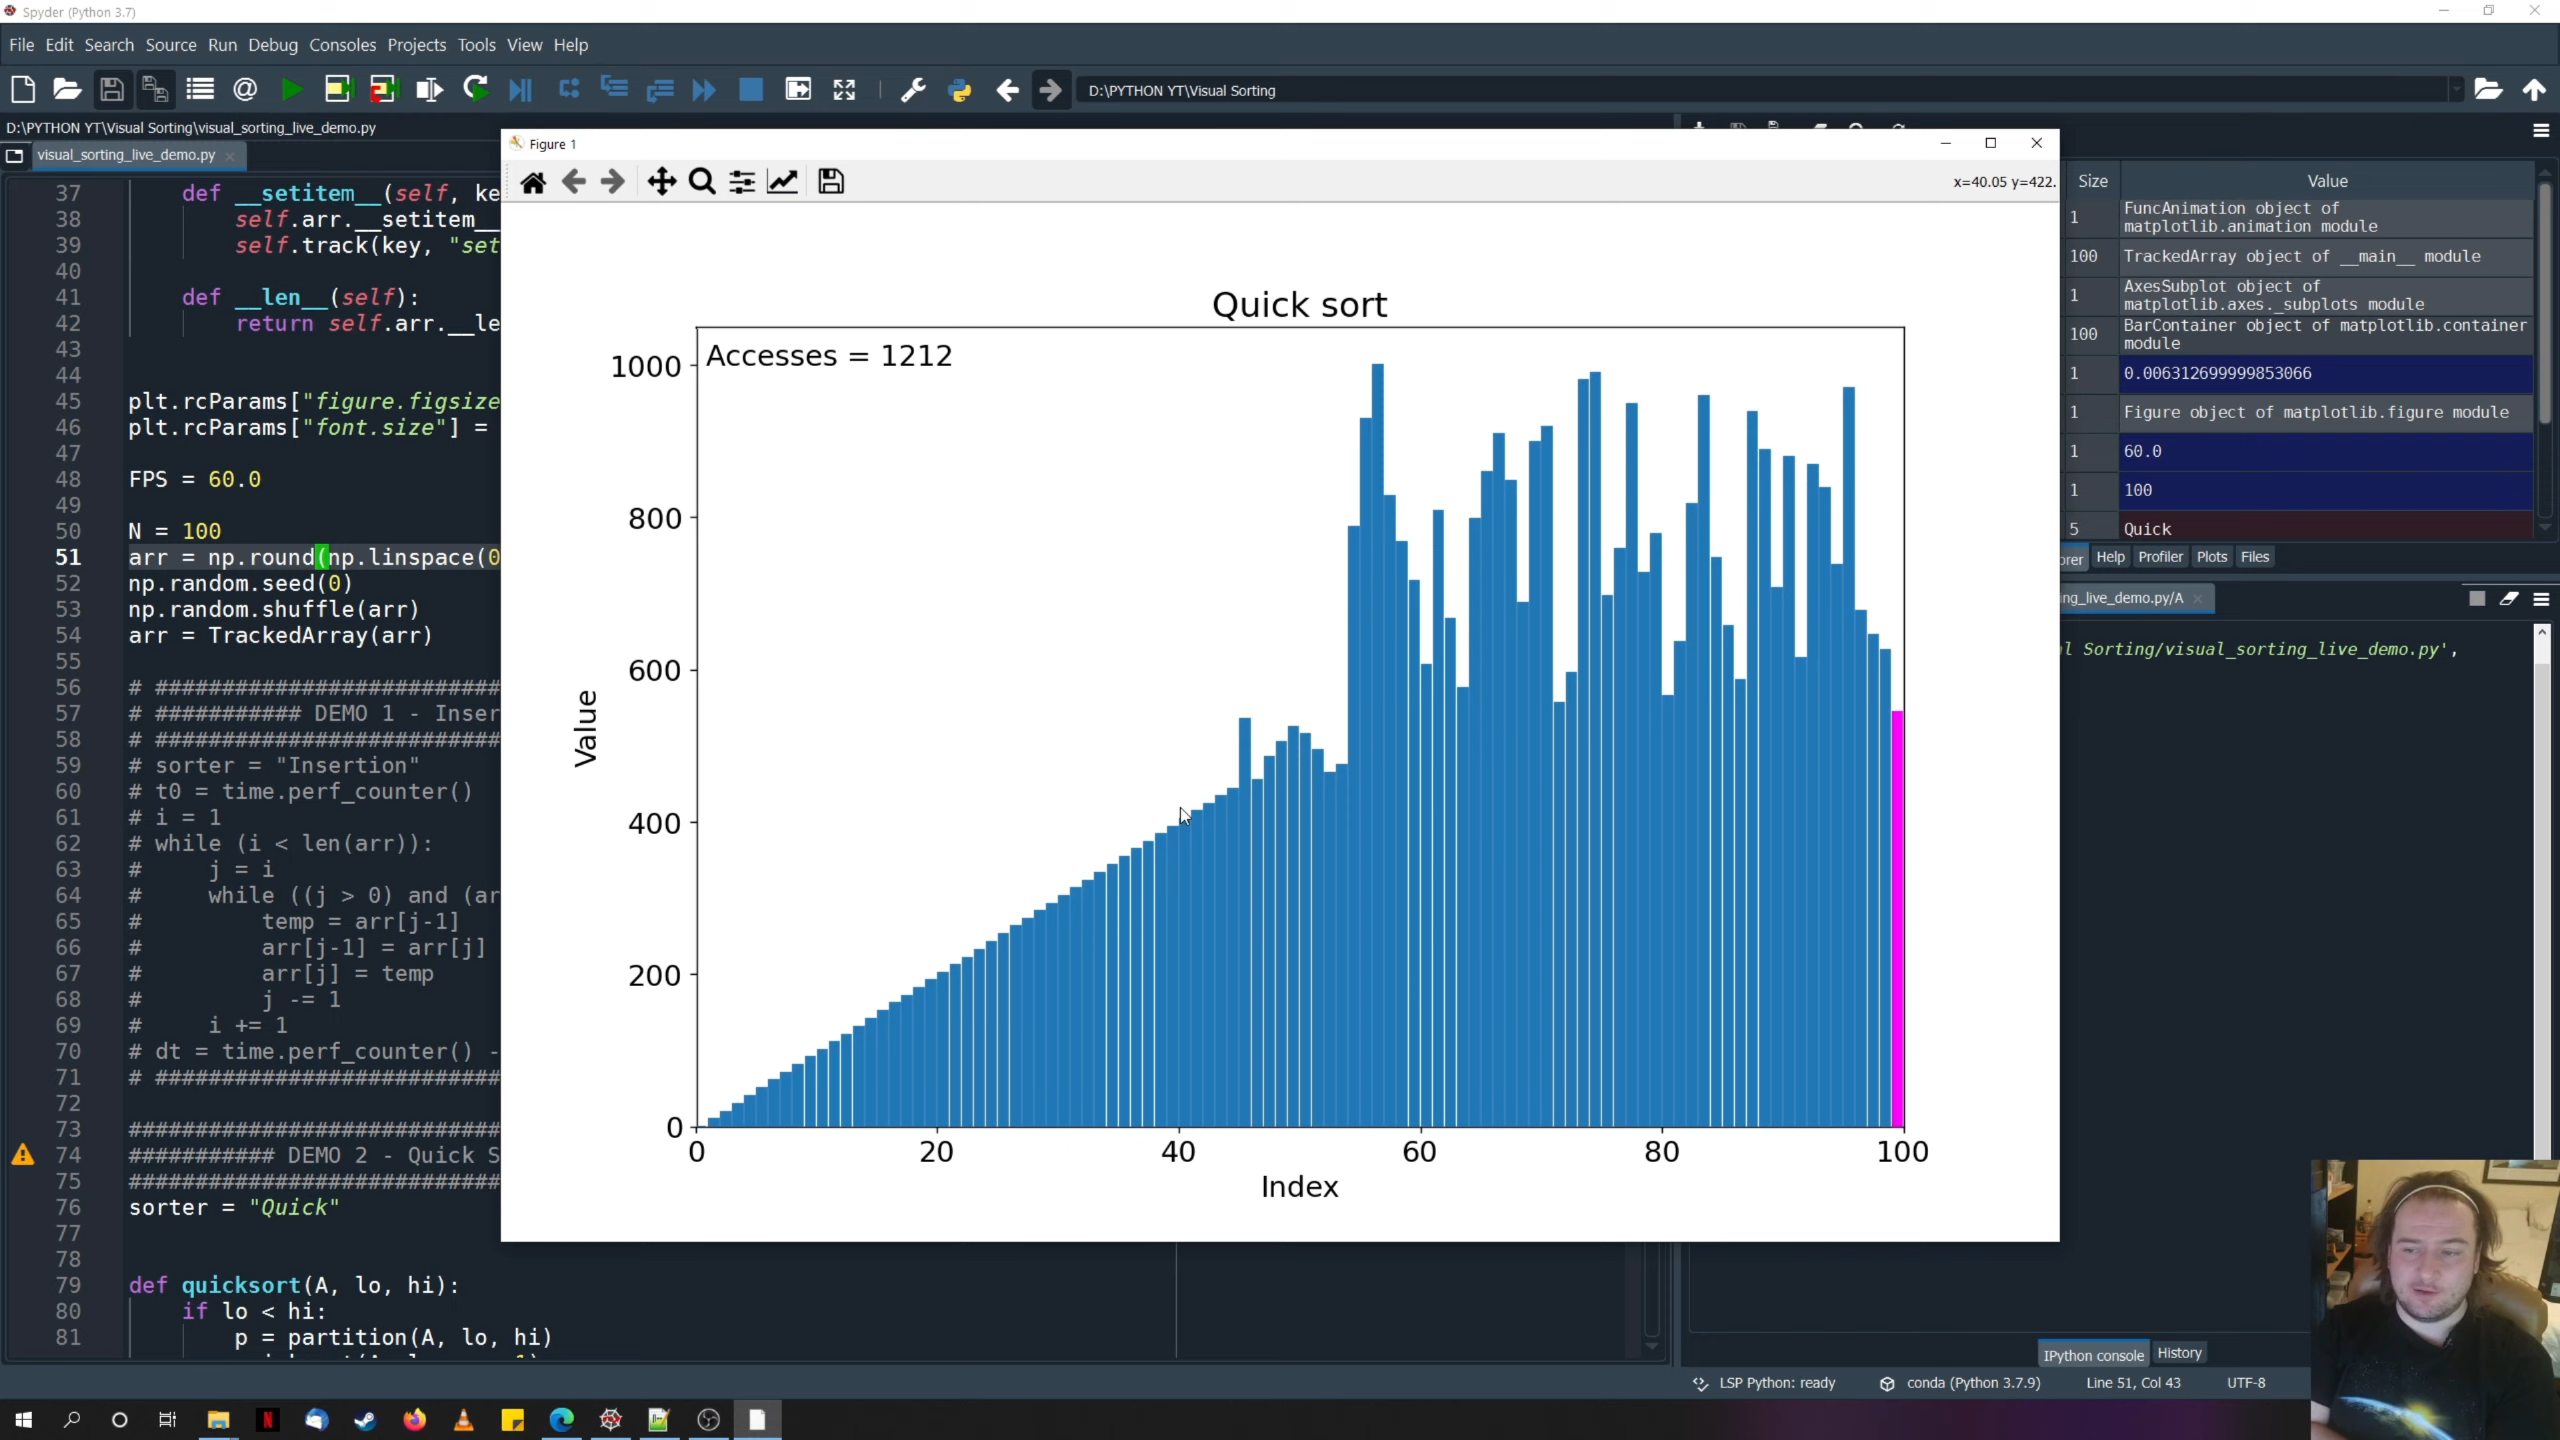 Spyder (Python 3.7)
File Edit Search Source Run Debug Consoles Projects Tools View Help
D:\PYTHON YT\Visual Sorting
D:\PYTHON YT\Visual Sorting\visual_sorting_live_demo.py
visual_sorting_live_demo.py
37 def __setitem__(self, ke
38 self.arr.__setitem__
39 self.track(key, "set
40
41 def __len__(self):
42 return self.arr.__le
43
44
45 plt.rcParams["figure.figsize
46 plt.rcParams["font.size"] =
47
48 FPS = 60.0
49
50 N = 100
51 arr = np.round(np.linspace(0
52 np.random.seed(0)
53 np.random.shuffle(arr)
54 arr = TrackedArray(arr)
55
56 # ##########################
57 # ########### DEMO 1 - Inser
58 # ##########################
59 # sorter = "Insertion"
60 # t0 = time.perf_counter()
61 # i = 1
62 # while (i < len(arr)):
63 # j = i
64 # while ((j > 0) and (ar
65 # temp = arr[j-1]
66 # arr[j-1] = arr[j]
67 # arr[j] = temp
68 # j -= 1
69 # i += 1
70 # dt = time.perf_counter() -
71 # ##########################
72
73 ############################
74 ########### DEMO 2 - Quick S
75 ############################
76 sorter = "Quick"
77
78
79 def quicksort(A, lo, hi):
80 if lo < hi:
81 p = partition(A, lo, hi)
Figure 1
x=40.05 y=422.
Quick sort
Accesses = 1212
1000
800
600
400
200
0
Value
0 20 40 60 80 100
Index
Size Value
1 FuncAnimation object of
matplotlib.animation module
100 TrackedArray object of __main__ module
1 AxesSubplot object of
matplotlib.axes._subplots module
100 BarContainer object of matplotlib.container
module
1 0.006312699999853066
1 Figure object of matplotlib.figure module
1 60.0
1 100
5 Quick
orer Help Profiler Plots Files
ing_live_demo.py/A
l Sorting/visual_sorting_live_demo.py',
IPython console History
LSP Python: ready conda (Python 3.7.9) Line 51, Col 43 UTF-8